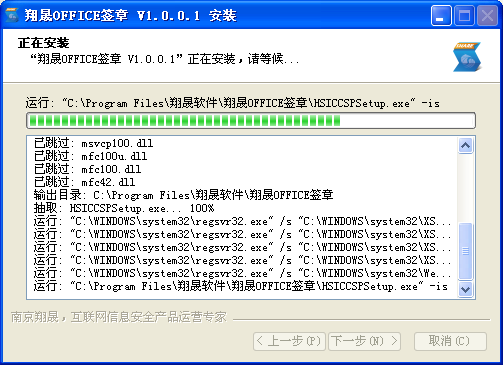 翔晟OFFICE签章 V1.0.0.1 安装
正在安装
“翔晟OFFICE签章 V1.0.0.1”正在安装，请等候...
运行: "C:\Program Files\翔晟软件\翔晟OFFICE签章\HSICCSPSetup.exe" -is
已跳过: msvcp100.dll
已跳过: mfc100u.dll
已跳过: mfc100.dll
已跳过: mfc42.dll
输出目录: C:\Program Files\翔晟软件\翔晟OFFICE签章
抽取: HSICCSPSetup.exe... 100%
运行: "C:\WINDOWS\system32\regsvr32.exe" /s "C:\WINDOWS\system32\XS...
运行: "C:\WINDOWS\system32\regsvr32.exe" /s "C:\WINDOWS\system32\XS...
运行: "C:\WINDOWS\system32\regsvr32.exe" /s "C:\WINDOWS\system32\XS...
运行: "C:\WINDOWS\system32\regsvr32.exe" /s "C:\WINDOWS\system32\XS...
运行: "C:\WINDOWS\system32\regsvr32.exe" /s "C:\WINDOWS\system32\We...
运行: "C:\Program Files\翔晟软件\翔晟OFFICE签章\HSICCSPSetup.exe" -is
南京翔晟，互联网信息安全产品运营专家
< 上一步(P) 下一步(N) > 取消(C)